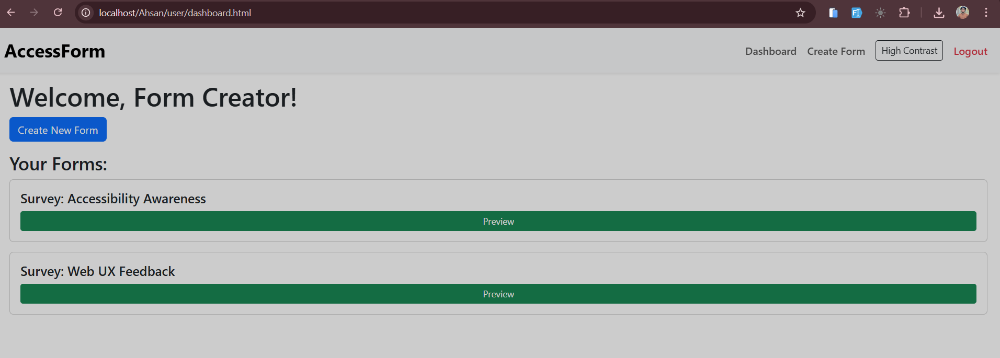 localhost/Ahsan/user/dashboard.html
AccessForm
Dashboard Create Form High Contrast Logout
Welcome, Form Creator!
Create New Form
Your Forms:
Survey: Accessibility Awareness
Preview
Survey: Web UX Feedback
Preview